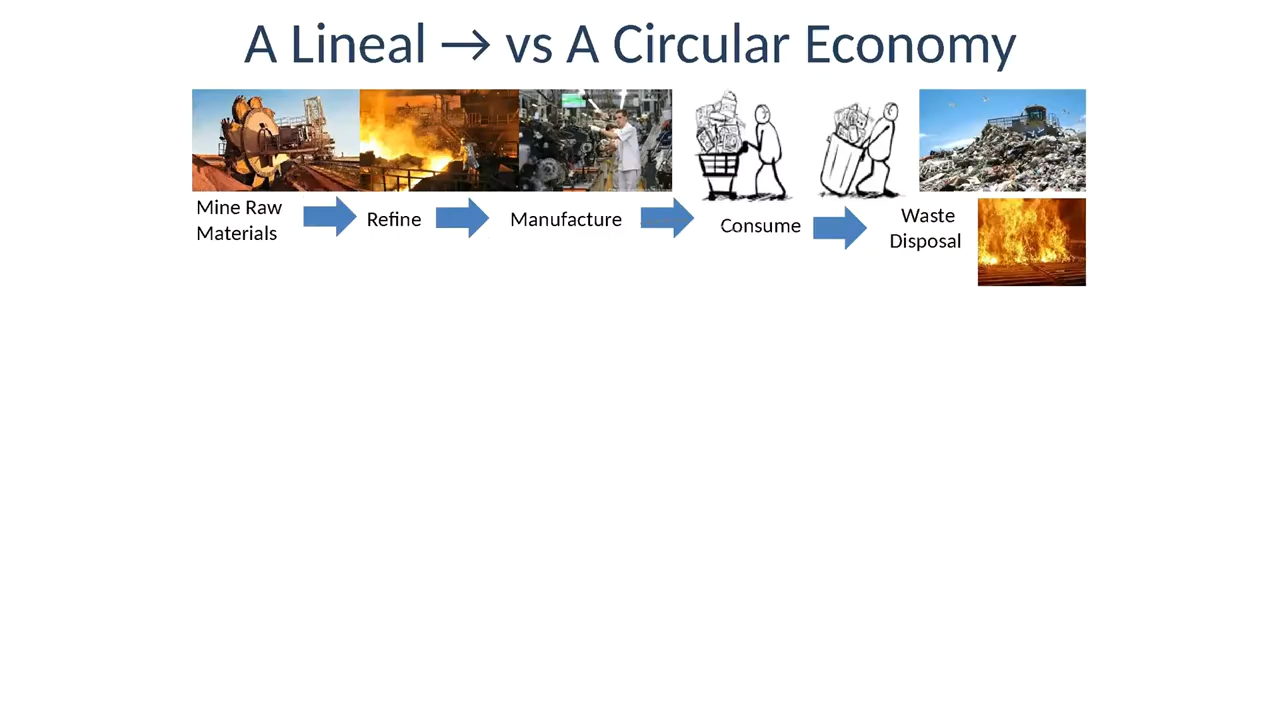 A Lineal → vs A Circular Economy
Mine Raw
Materials
Refine
Manufacture
Consume
Waste
Disposal